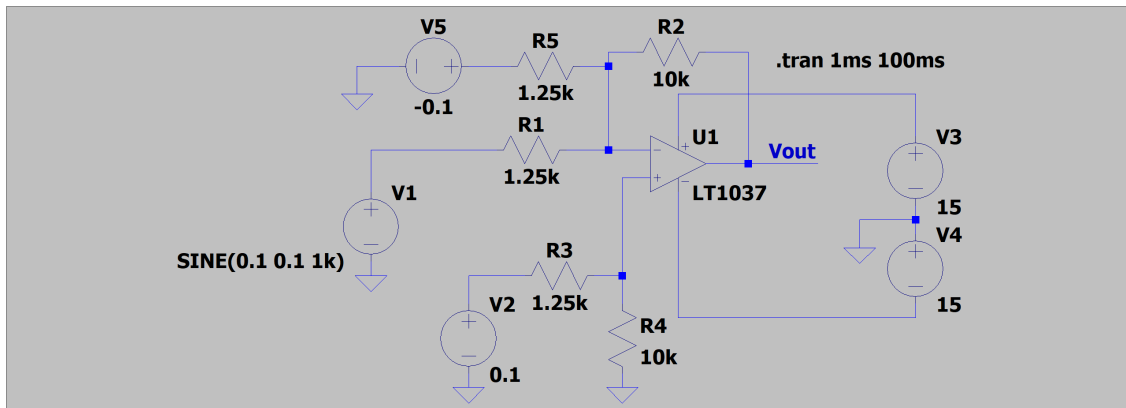 V5
R5
R2
.tran 1ms 100ms
-0.1
1.25k
10k
R1
U1
V3
Vout
1.25k
LT1037
V1
15
SINE(0.1 0.1 1k)
R3
V4
V2
1.25k
15
R4
10k
0.1